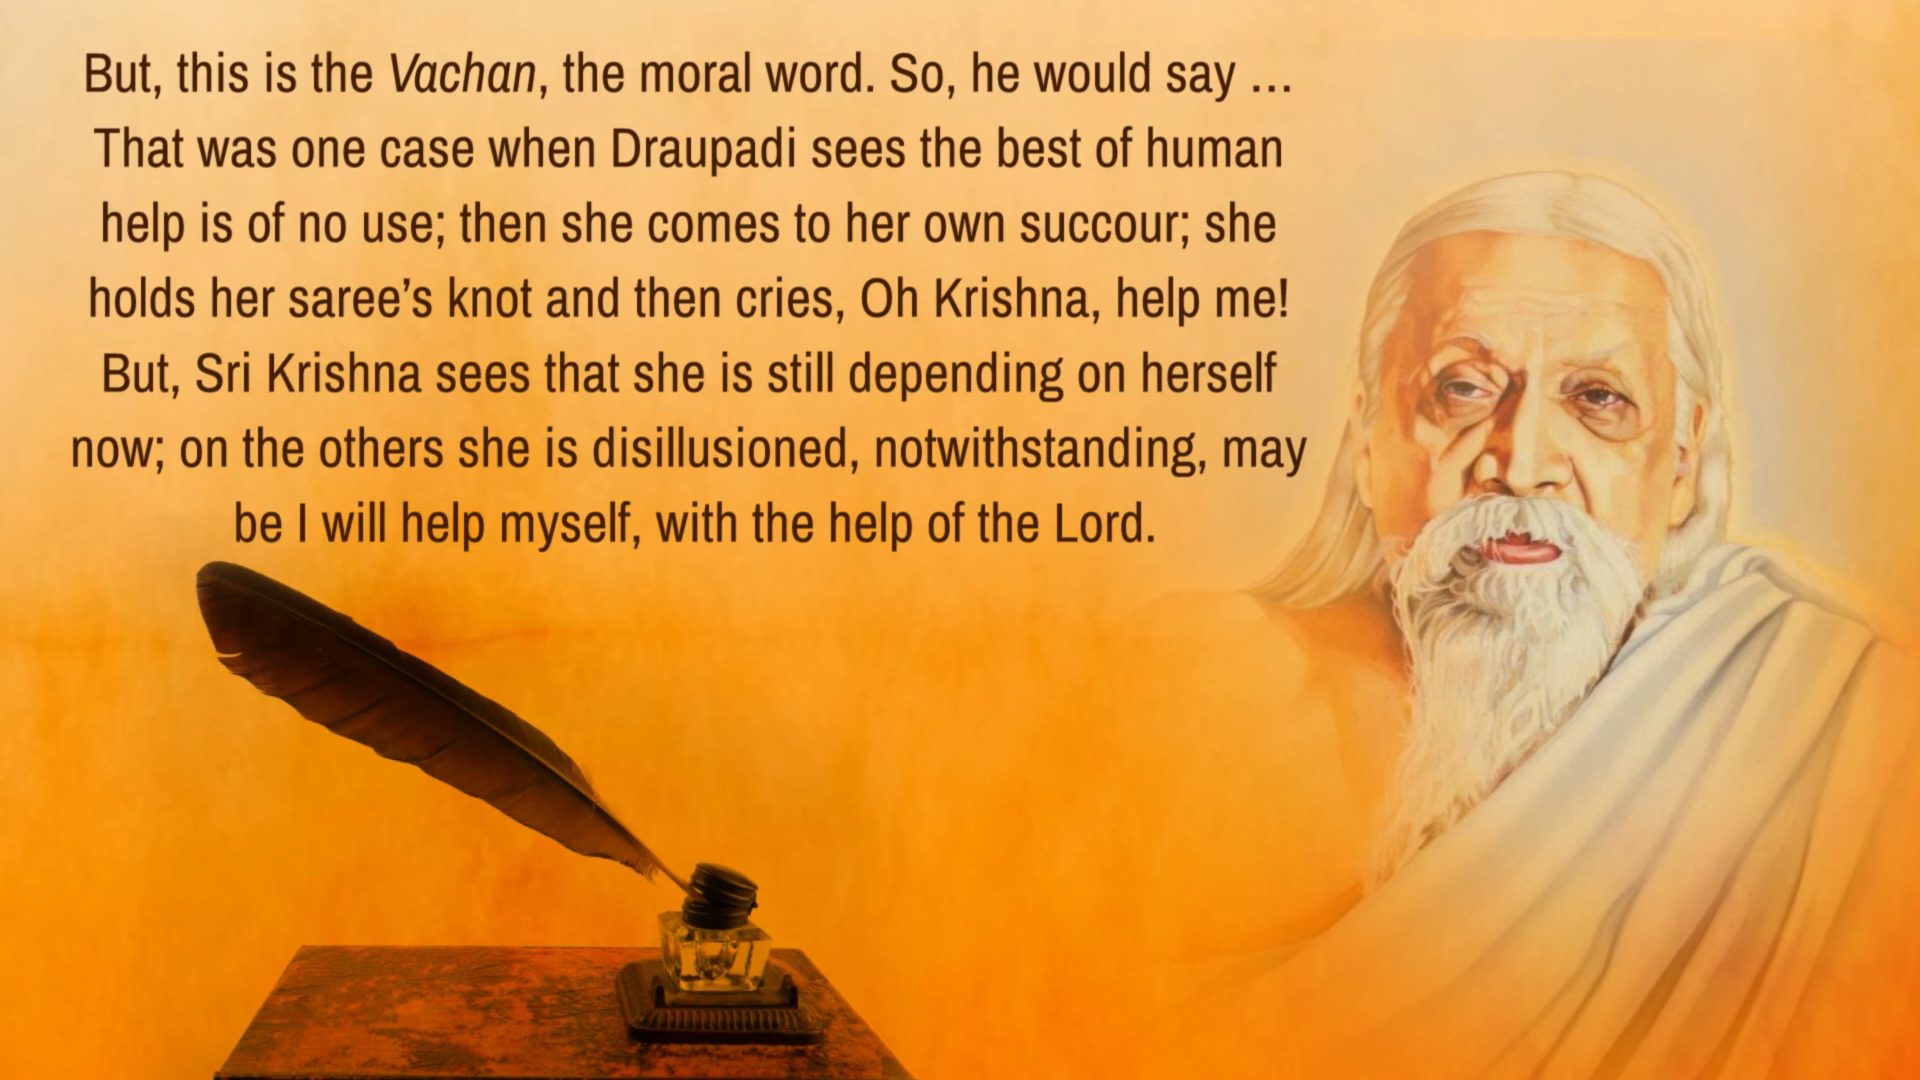 But, this is the Vachan, the moral word. So, he would say …
That was one case when Draupadi sees the best of human
help is of no use; then she comes to her own succour; she
holds her saree’s knot and then cries, Oh Krishna, help me!
But, Sri Krishna sees that she is still depending on herself
now; on the others she is disillusioned, notwithstanding, may
be I will help myself, with the help of the Lord.